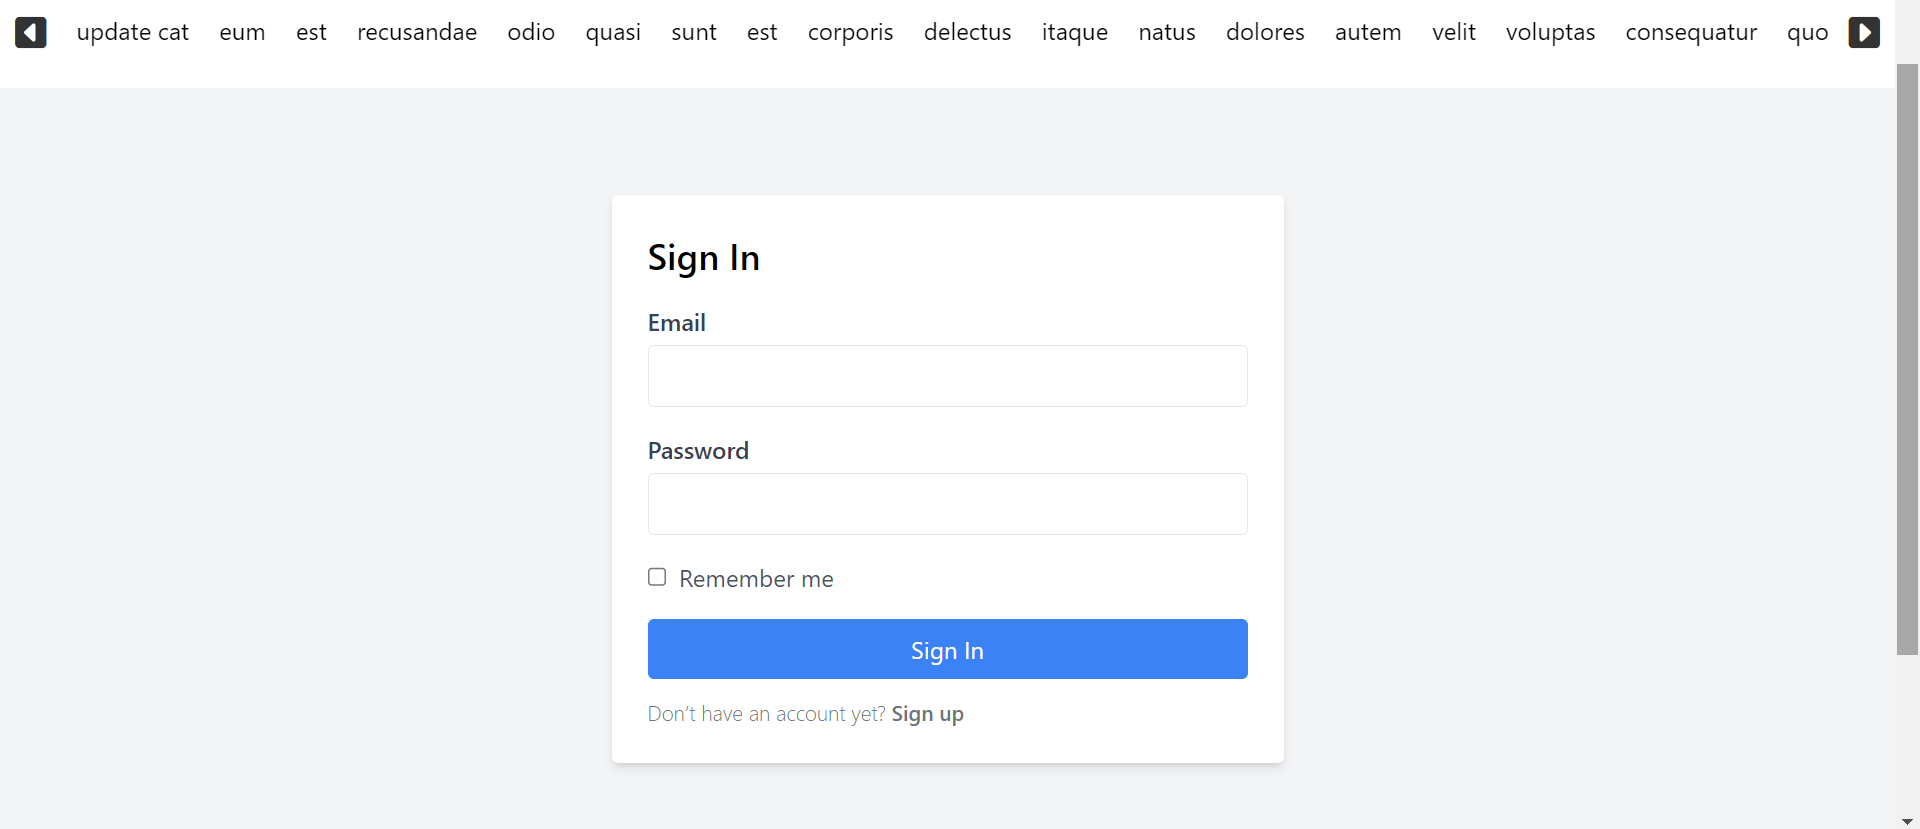 update cat eum est recusandae odio quasi sunt est corporis delectus itaque natus dolores autem velit voluptas consequatur quo
Sign In
Email
Password
Remember me
Sign In
Don’t have an account yet? Sign up